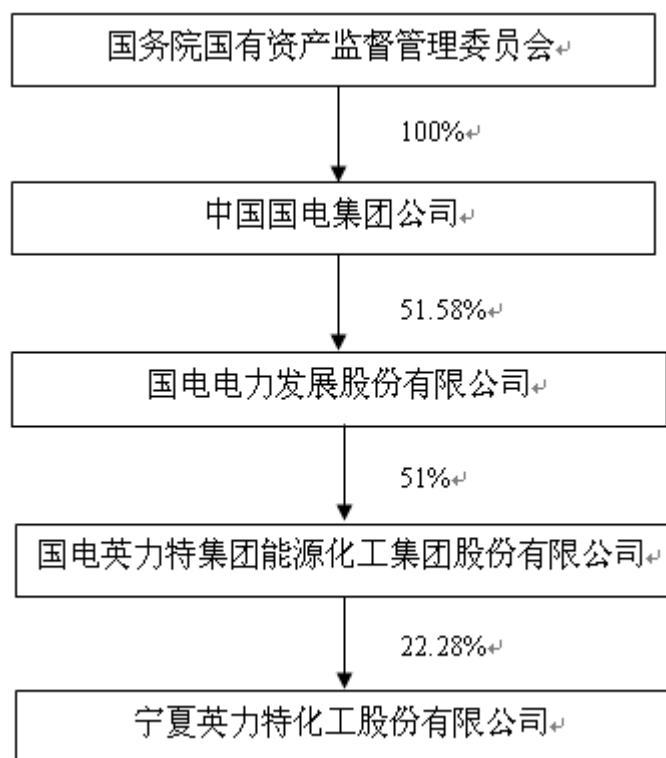 国务院国有资产监督管理委员会
100%
中国国电集团公司
51.58%
国电电力发展股份有限公司
51%
国电英力特集团能源化工集团股份有限公司
22.28%
宁夏英力特化工股份有限公司